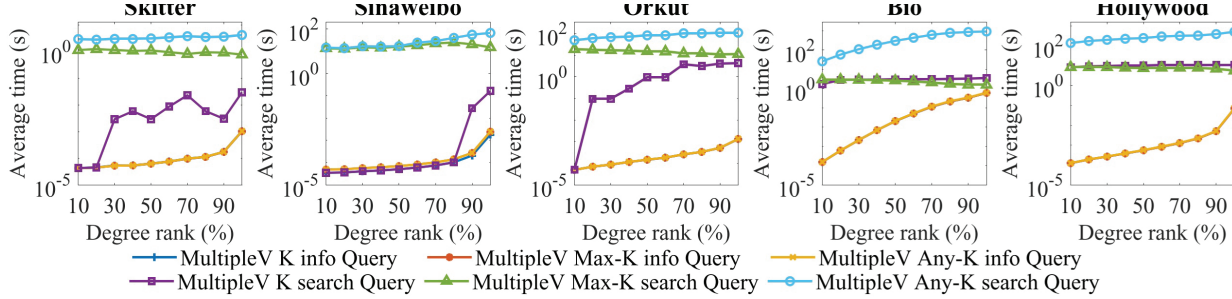 Skitter Sinaweibo Orkut Bio Hollywood
Average time (s) 10^0 10^-5
10 30 50 70 90
Degree rank (%)
Average time (s) 10^2 10^0 10^-5
10 30 50 70 90
Degree rank (%)
Average time (s) 10^2 10^0 10^-5
10 30 50 70 90
Degree rank (%)
Average time (s) 10^2 10^0 10^-5
10 30 50 70 90
Degree rank (%)
Average time (s) 10^2 10^0 10^-5
10 30 50 70 90
Degree rank (%)
MultipleV K info Query MultipleV Max-K info Query MultipleV Any-K info Query
MultipleV K search Query MultipleV Max-K search Query MultipleV Any-K search Query